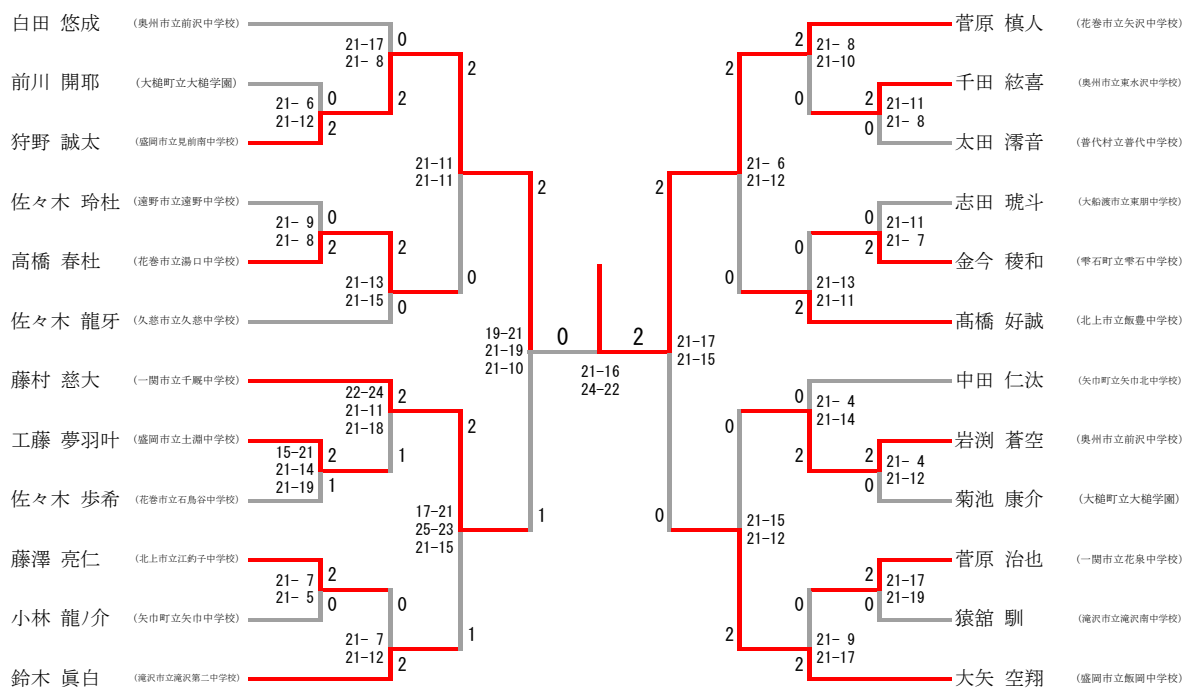 白田 悠成 (奥州市立前沢中学校)
21-17 0
21- 8
2
前川 開耶 (大槌町立大槌学園)
21- 6 0
21-12 2
2
狩野 誠太 (盛岡市立見前南中学校)
21-11
21-11
2
佐々木 玲杜 (遠野市立遠野中学校)
21- 9 0
21- 8 2
2
高橋 春杜 (花巻市立湯口中学校)
21-13
21-15 0
0
佐々木 龍牙 (久慈市立久慈中学校)
19-21
21-19
21-10
0
2
21-16
24-22
藤村 慈大 (一関市立千厩中学校)
22-24 2
21-11
21-18
2
工藤 夢羽叶 (盛岡市立土淵中学校)
15-21 2
21-14
21-19 1
1
佐々木 歩希 (花巻市立石鳥谷中学校)
17-21
25-23
21-15
1
藤澤 亮仁 (北上市立江釣子中学校)
21- 7 2
21- 5 0
0
小林 龍ノ介 (矢巾町立矢巾中学校)
21- 7
21-12 2
1
鈴木 眞白 (滝沢市立滝沢第二中学校)
菅原 槙人 (花巻市立矢沢中学校)
2 21- 8
21-10
2
0
千田 絃喜 (奥州市立東水沢中学校)
2 21-11
0 21- 8
太田 澪音 (普代村立普代中学校)
21- 6
21-12
2
志田 琥斗 (大船渡市立東朋中学校)
0 21-11
2 21- 7
0
金今 稜和 (雫石町立雫石中学校)
0 21-13
2 21-11
髙橋 好誠 (北上市立飯豊中学校)
21-17
21-15
中田 仁汰 (矢巾町立矢巾北中学校)
0 21- 4
21-14
0
2
岩渕 蒼空 (奥州市立前沢中学校)
2 21- 4
0 21-12
菊池 康介 (大槌町立大槌学園)
0 21-15
21-12
菅原 治也 (一関市立花泉中学校)
2 21-17
0 21-19
0
猿舘 馴 (滝沢市立滝沢南中学校)
2 21- 9
2 21-17
大矢 空翔 (盛岡市立飯岡中学校)